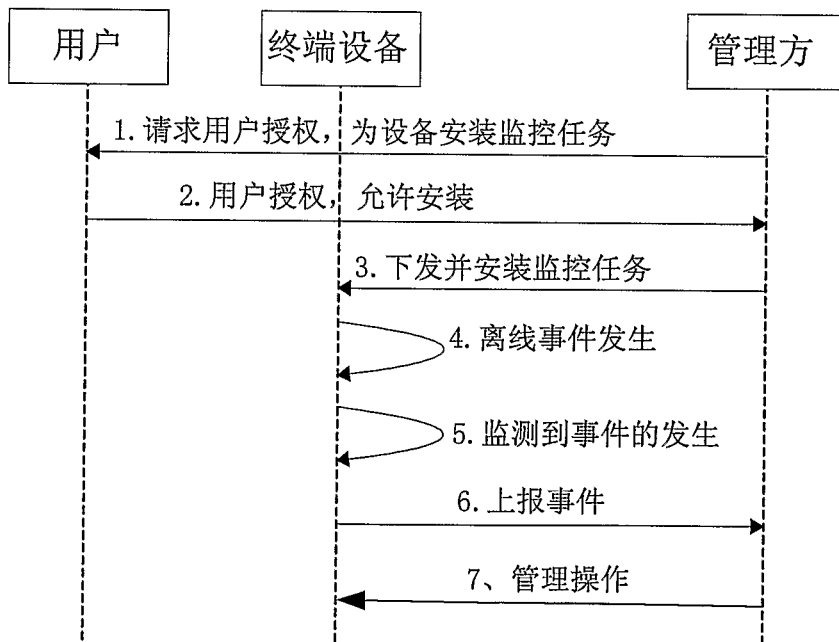 用户
终端设备
管理方
1.请求用户授权，为设备安装监控任务
2.用户授权，允许安装
3.下发并安装监控任务
4.离线事件发生
5.监测到事件的发生
6.上报事件
7、管理操作